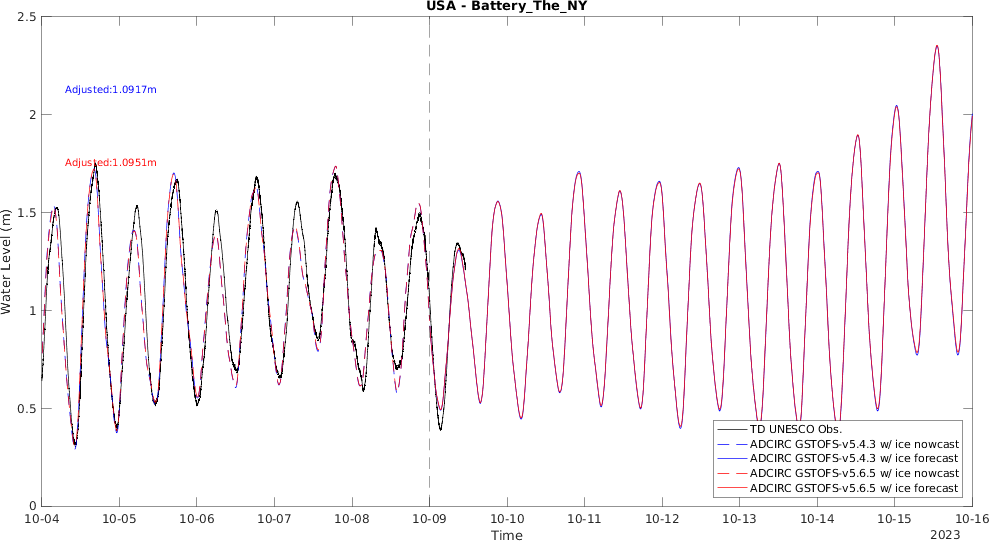 USA - Battery_The_NY
2.5
Adjusted:1.0917m
2
Adjusted:1.0951m
1.5
Water Level (m)
1
0.5
0
TD UNESCO Obs.
ADCIRC GSTOFS-v5.4.3 w/ ice nowcast
ADCIRC GSTOFS-v5.4.3 w/ ice forecast
ADCIRC GSTOFS-v5.6.5 w/ ice nowcast
ADCIRC GSTOFS-v5.6.5 w/ ice forecast
10-04 10-05 10-06 10-07 10-08 10-09 10-10 10-11 10-12 10-13 10-14 10-15 10-16
Time
2023